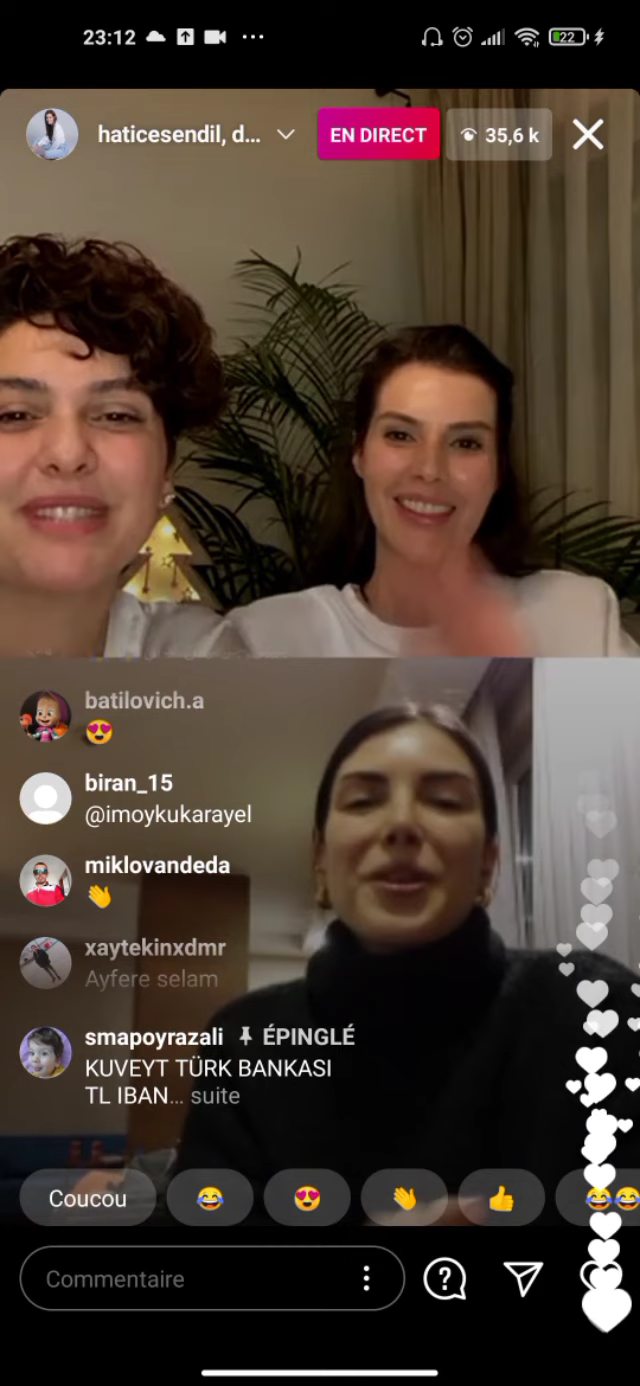 23:12
22
haticesendil, d...
EN DIRECT
35,6 k
batilovich.a
😍
biran_15
@imoykukarayel
miklovandeda
👋
xaytekinxdmr
Ayfere selam
smapoyrazali ÉPINGLÉ
KUVEYT TÜRK BANKASI
TL IBAN... suite
Coucou 😂 😍 👋 👍 😂😂
Commentaire